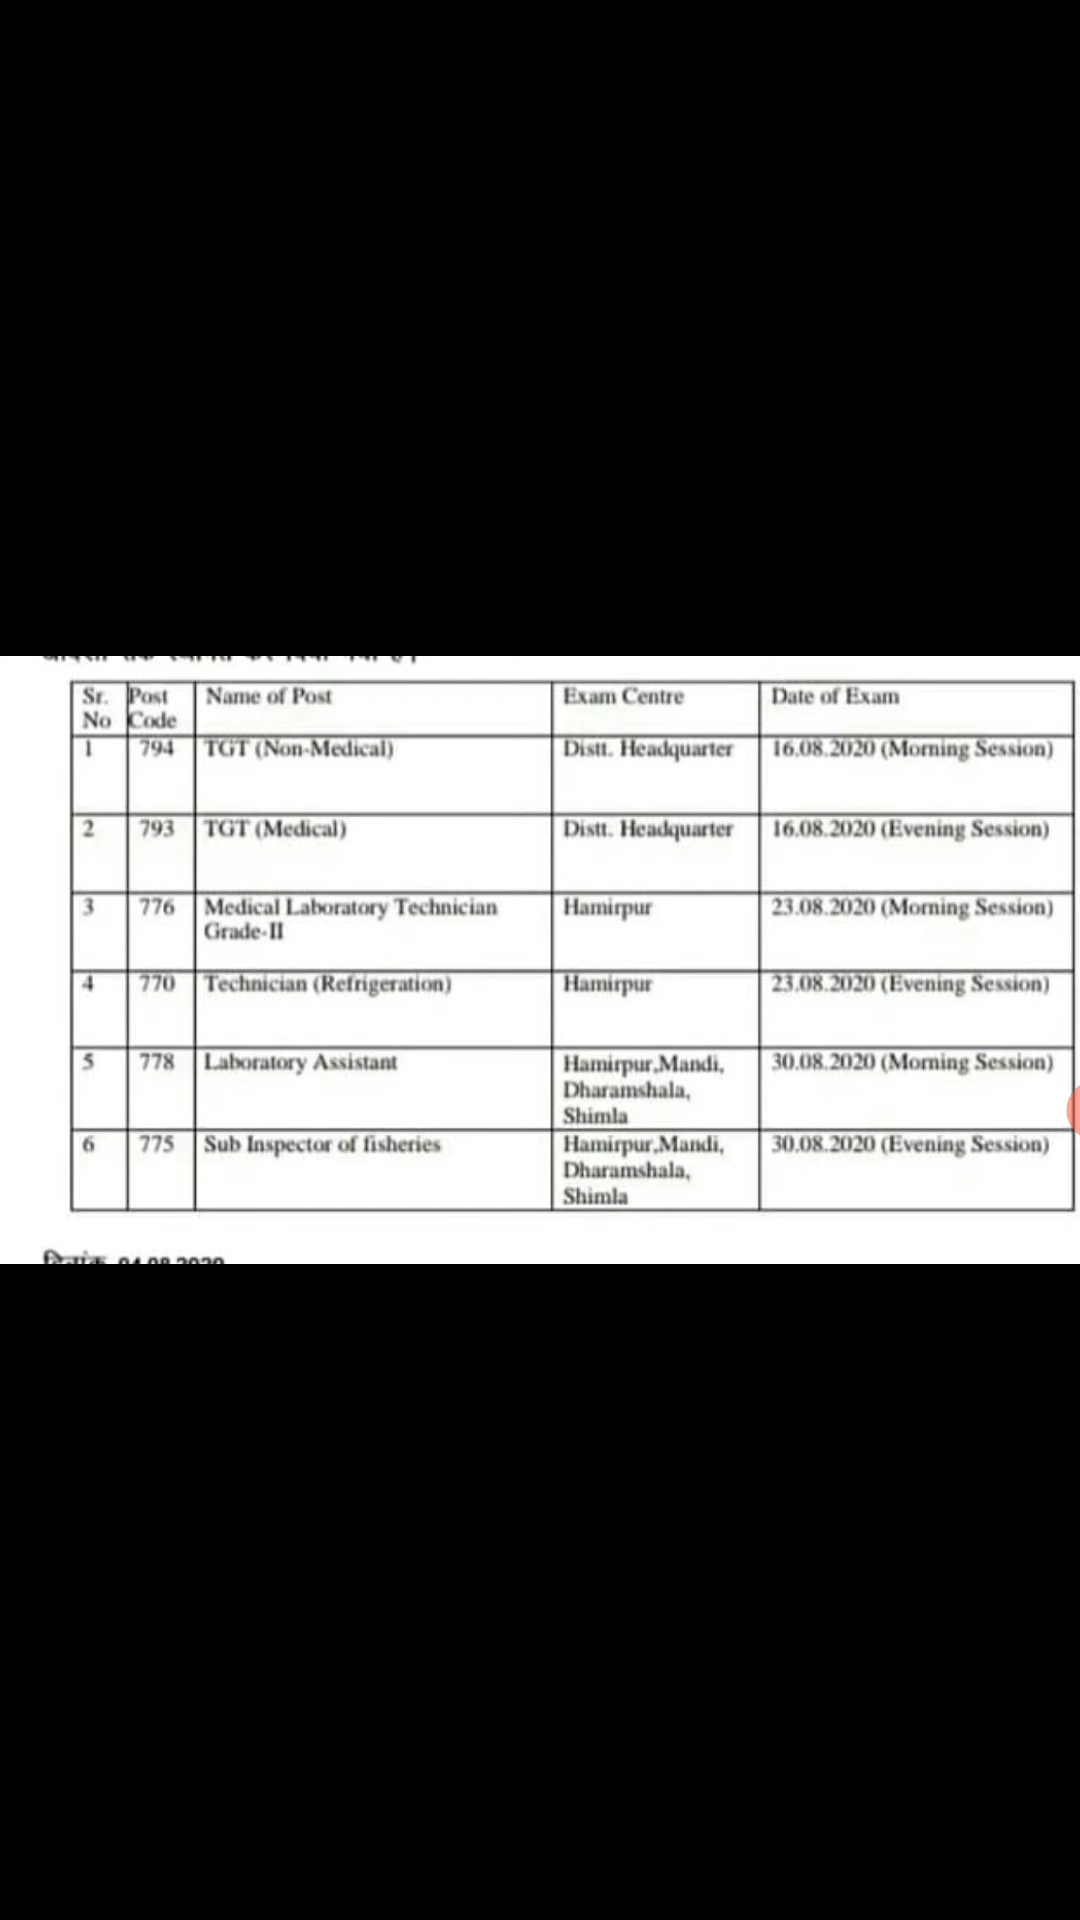 Sr. No Post Code Name of Post Exam Centre Date of Exam
1 794 TGT (Non-Medical) Distt. Headquarter 16.08.2020 (Morning Session)
2 793 TGT (Medical) Distt. Headquarter 16.08.2020 (Evening Session)
3 776 Medical Laboratory Technician Grade-II Hamirpur 23.08.2020 (Morning Session)
4 770 Technician (Refrigeration) Hamirpur 23.08.2020 (Evening Session)
5 778 Laboratory Assistant Hamirpur,Mandi, Dharamshala, Shimla 30.08.2020 (Morning Session)
6 775 Sub Inspector of fisheries Hamirpur,Mandi, Dharamshala, Shimla 30.08.2020 (Evening Session)
दिनांक 04.08.2020